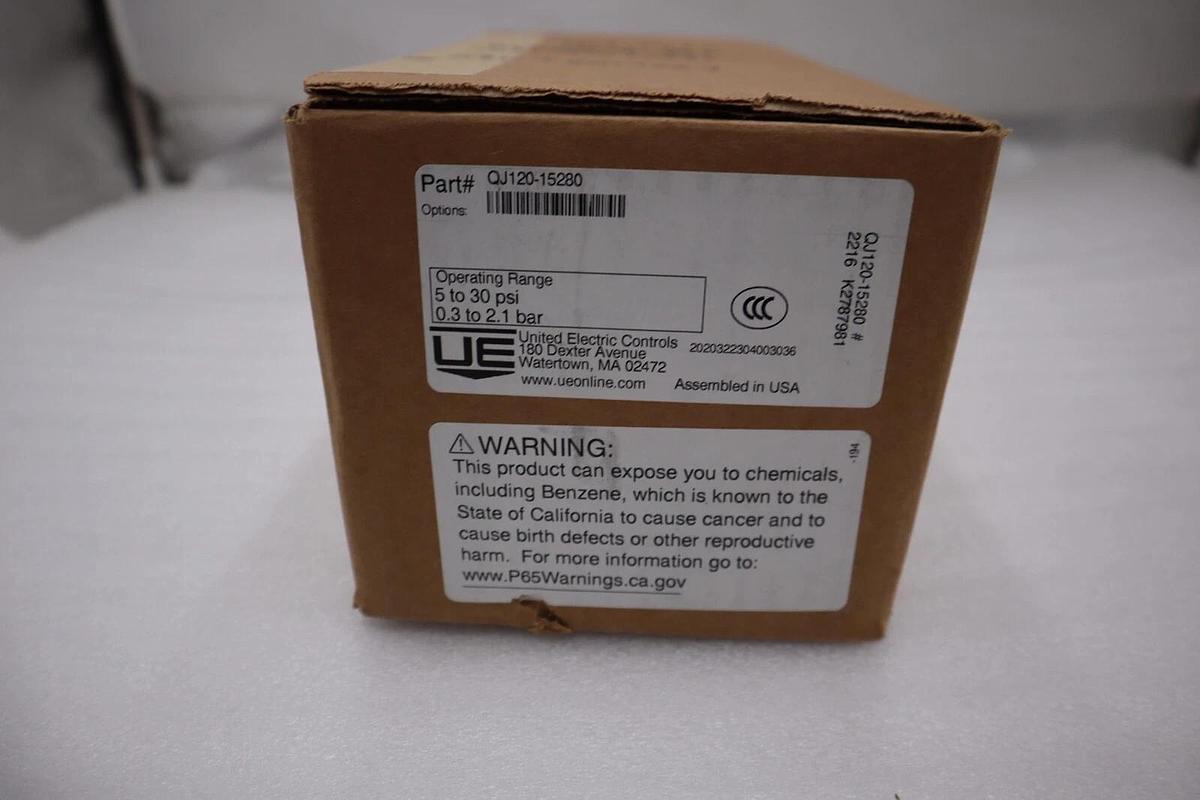 Part# QJ120-15280
Options:
Operating Range
5 to 30 psi
0.3 to 2.1 bar
UE
United Electric Controls
180 Dexter Avenue
Watertown, MA 02472
www.ueonline.com
2020322304003036
Assembled in USA
CCC
QJ120-15280 #
2216 K2787981
⚠ WARNING:
This product can expose you to chemicals,
including Benzene, which is known to the
State of California to cause cancer and to
cause birth defects or other reproductive
harm. For more information go to:
www.P65Warnings.ca.gov